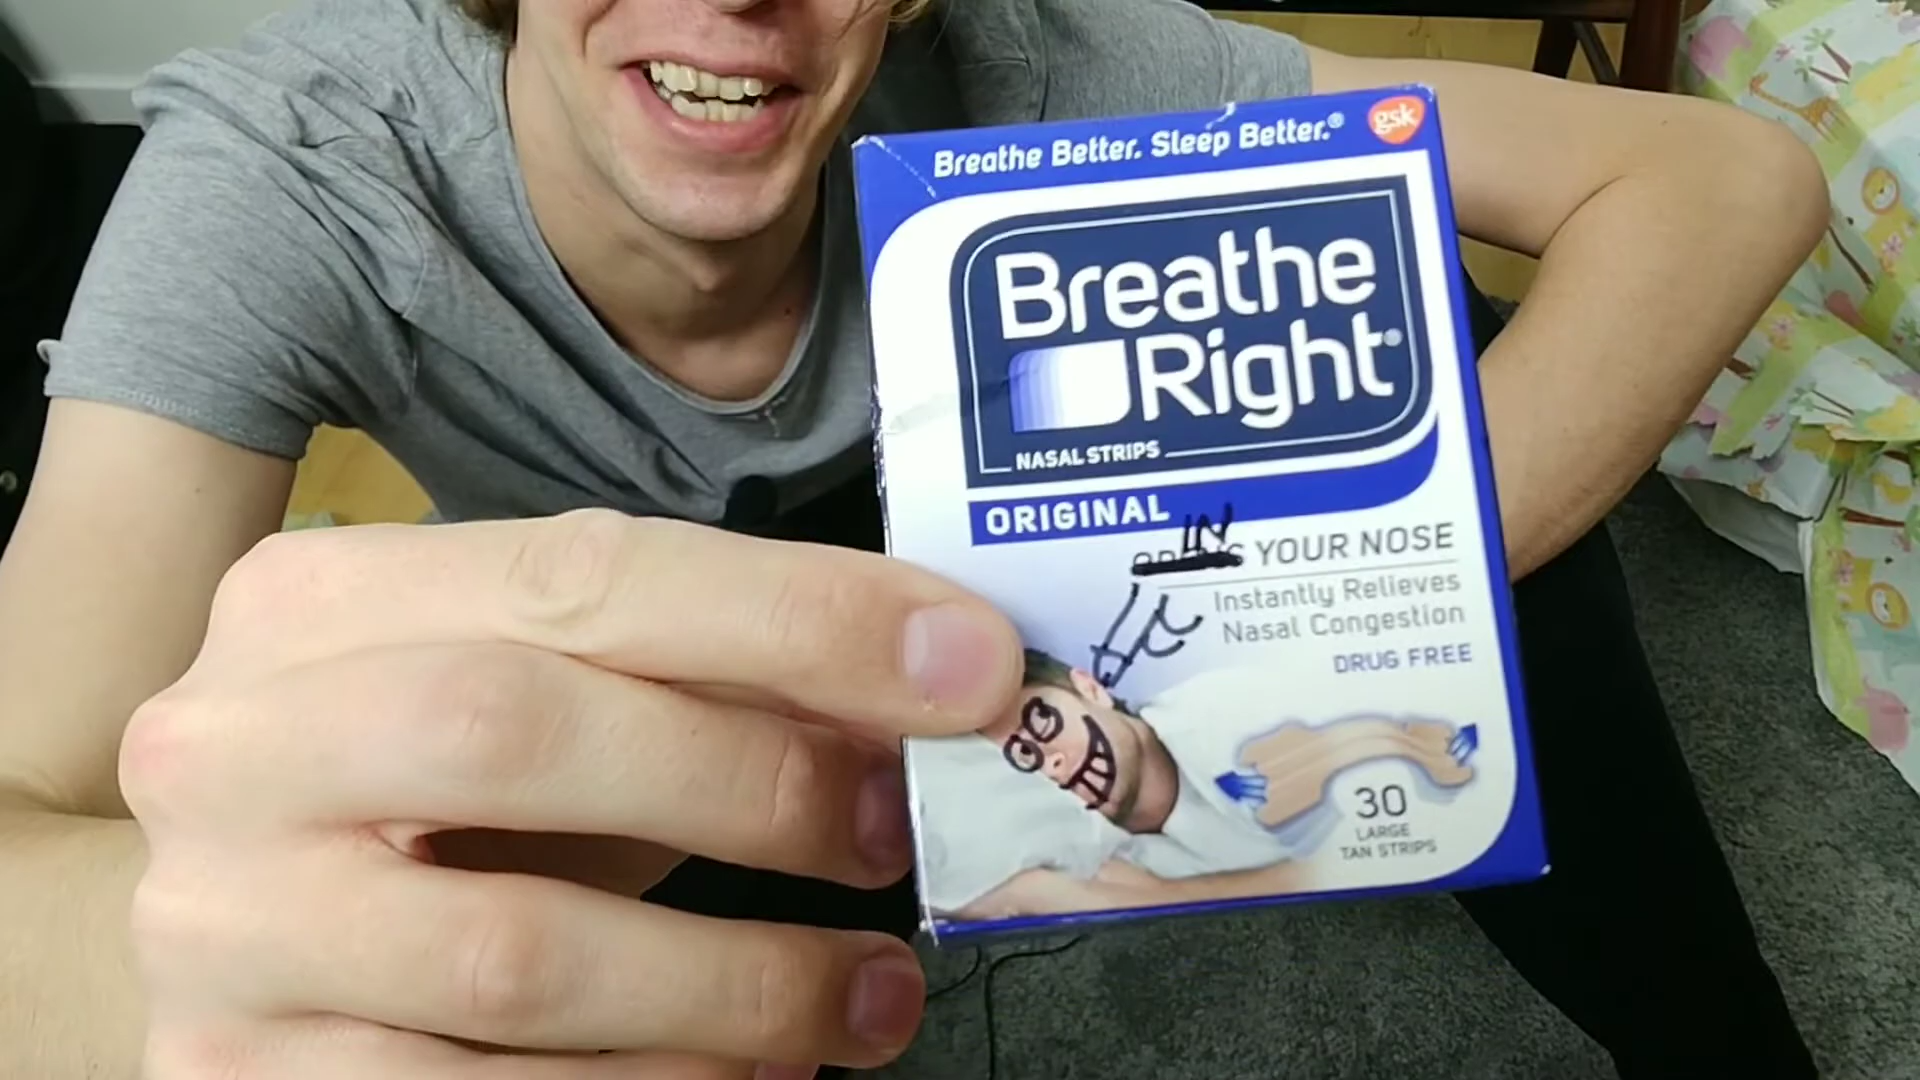 Breathe Better. Sleep Better.®
gsk
Breathe
Right®
NASAL STRIPS
ORIGINAL
IN
OPENS YOUR NOSE
Instantly Relieves
Nasal Congestion
DRUG FREE
30
LARGE
TAN STRIPS